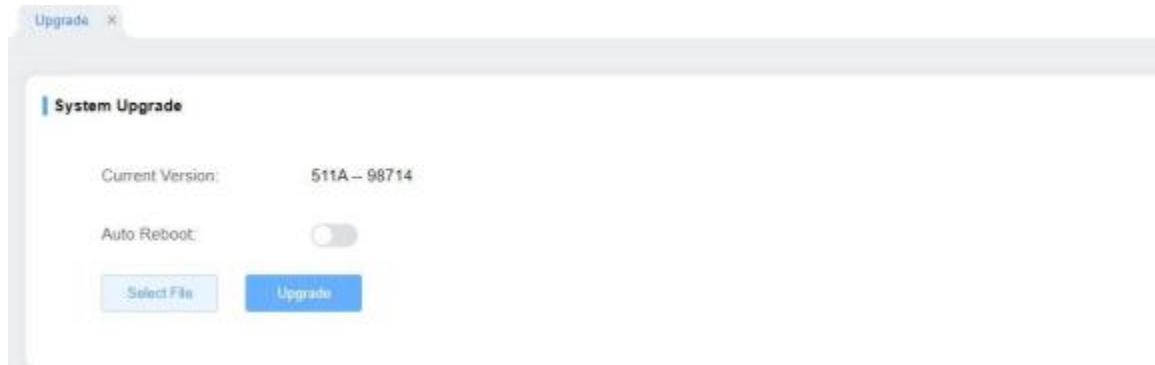 Upgrade ×
System Upgrade
Current Version: 511A -- 98714
Auto Reboot:
Select File Upgrade